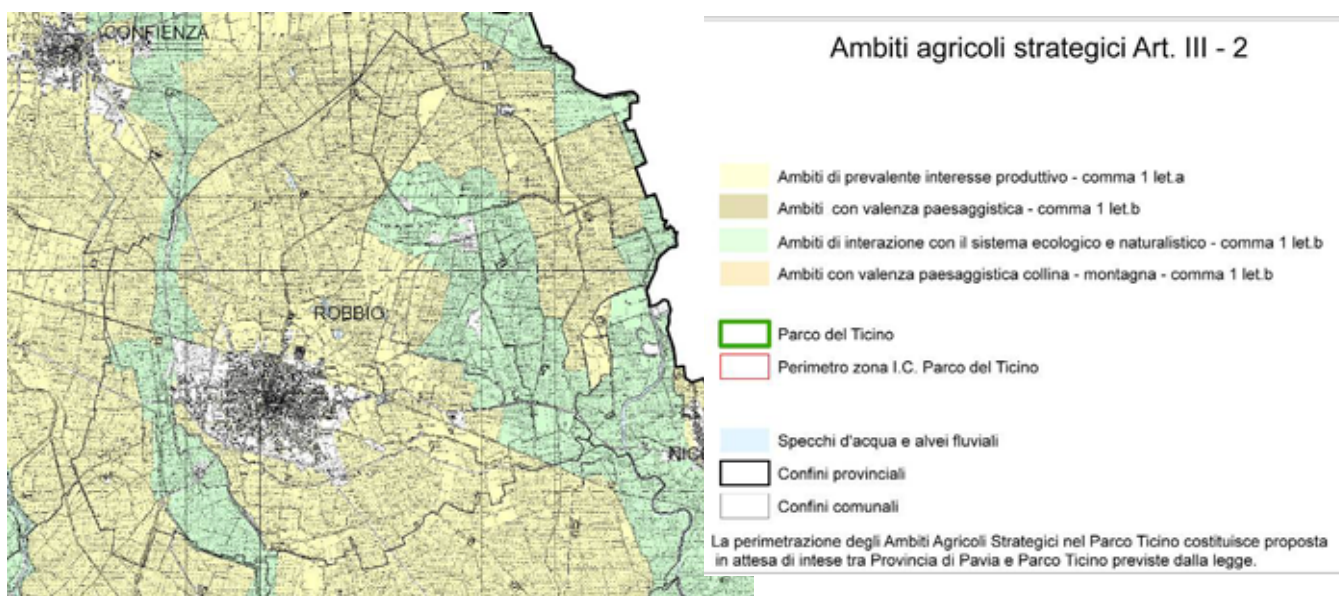 CONFIENZA
ROBBIO
NIC
Ambiti agricoli strategici Art. III - 2
Ambiti di prevalente interesse produttivo - comma 1 let.a
Ambiti con valenza paesaggistica - comma 1 let.b
Ambiti di interazione con il sistema ecologico e naturalistico - comma 1 let.b
Ambiti con valenza paesaggistica collina - montagna - comma 1 let.b
Parco del Ticino
Perimetro zona I.C. Parco del Ticino
Specchi d'acqua e alvei fluviali
Confini provinciali
Confini comunali
La perimetrazione degli Ambiti Agricoli Strategici nel Parco Ticino costituisce proposta
in attesa di intese tra Provincia di Pavia e Parco Ticino previste dalla legge.